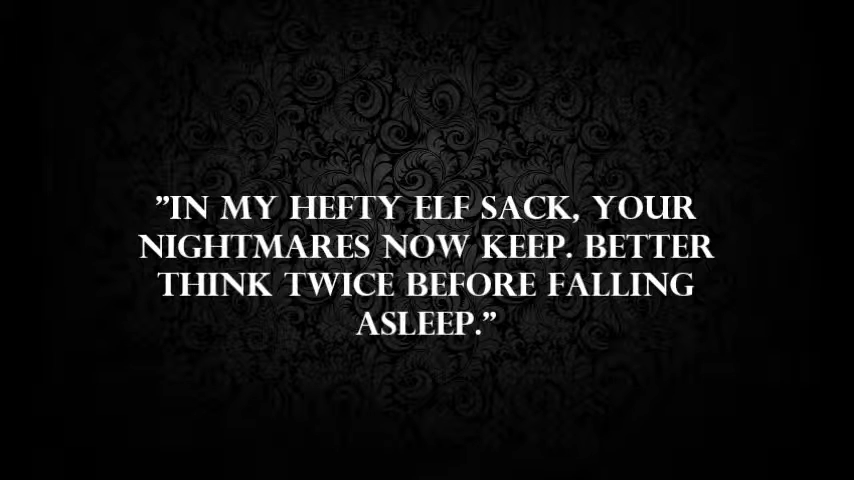 ”IN MY HEFTY ELF SACK, YOUR
NIGHTMARES NOW KEEP. BETTER
THINK TWICE BEFORE FALLING
ASLEEP.”